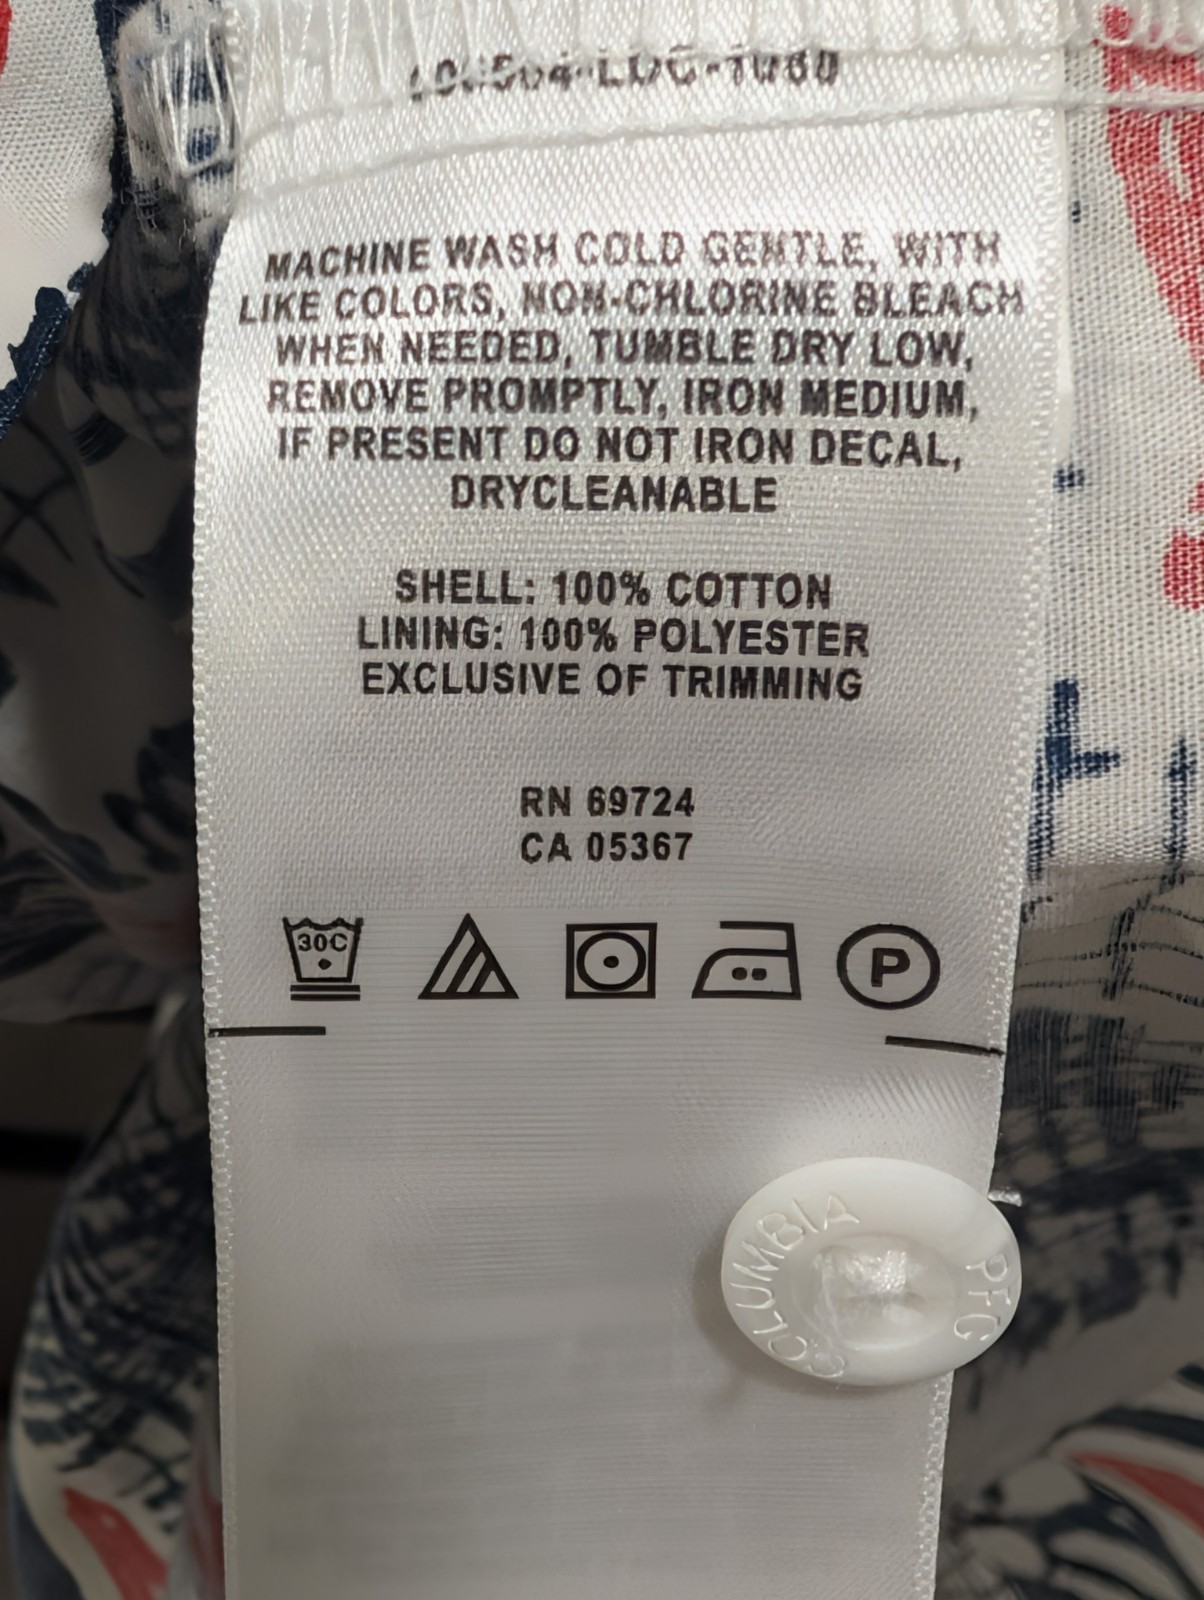 MACHINE WASH COLD GENTLE, WITH
LIKE COLORS, NON-CHLORINE BLEACH
WHEN NEEDED, TUMBLE DRY LOW,
REMOVE PROMPTLY, IRON MEDIUM,
IF PRESENT DO NOT IRON DECAL,
DRYCLEANABLE
SHELL: 100% COTTON
LINING: 100% POLYESTER
EXCLUSIVE OF TRIMMING
RN 69724
CA 05367
30C
P
COLUMBIA
PFG